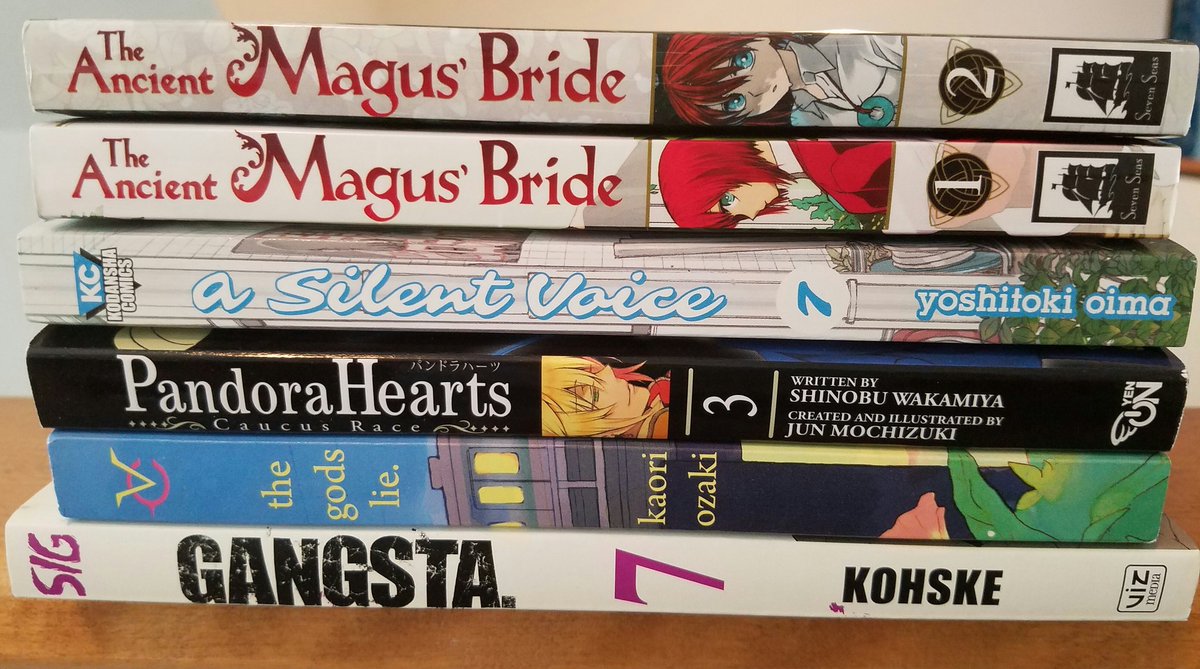 The
Ancient Magus' Bride
2
Seven Seas
The
Ancient Magus' Bride
1
Seven Seas
KC
KODANSHA
COMICS
a Silent Voice
7
yoshitoki oima
パンドラハーツ
PandoraHearts
Caucus Race
3
WRITTEN BY
SHINOBU WAKAMIYA
CREATED AND ILLUSTRATED BY
JUN MOCHIZUKI
YEN
ON
the
gods
lie.
kaori
ozaki
SIG
GANGSTA.
7
KOHSKE
VIZ
media